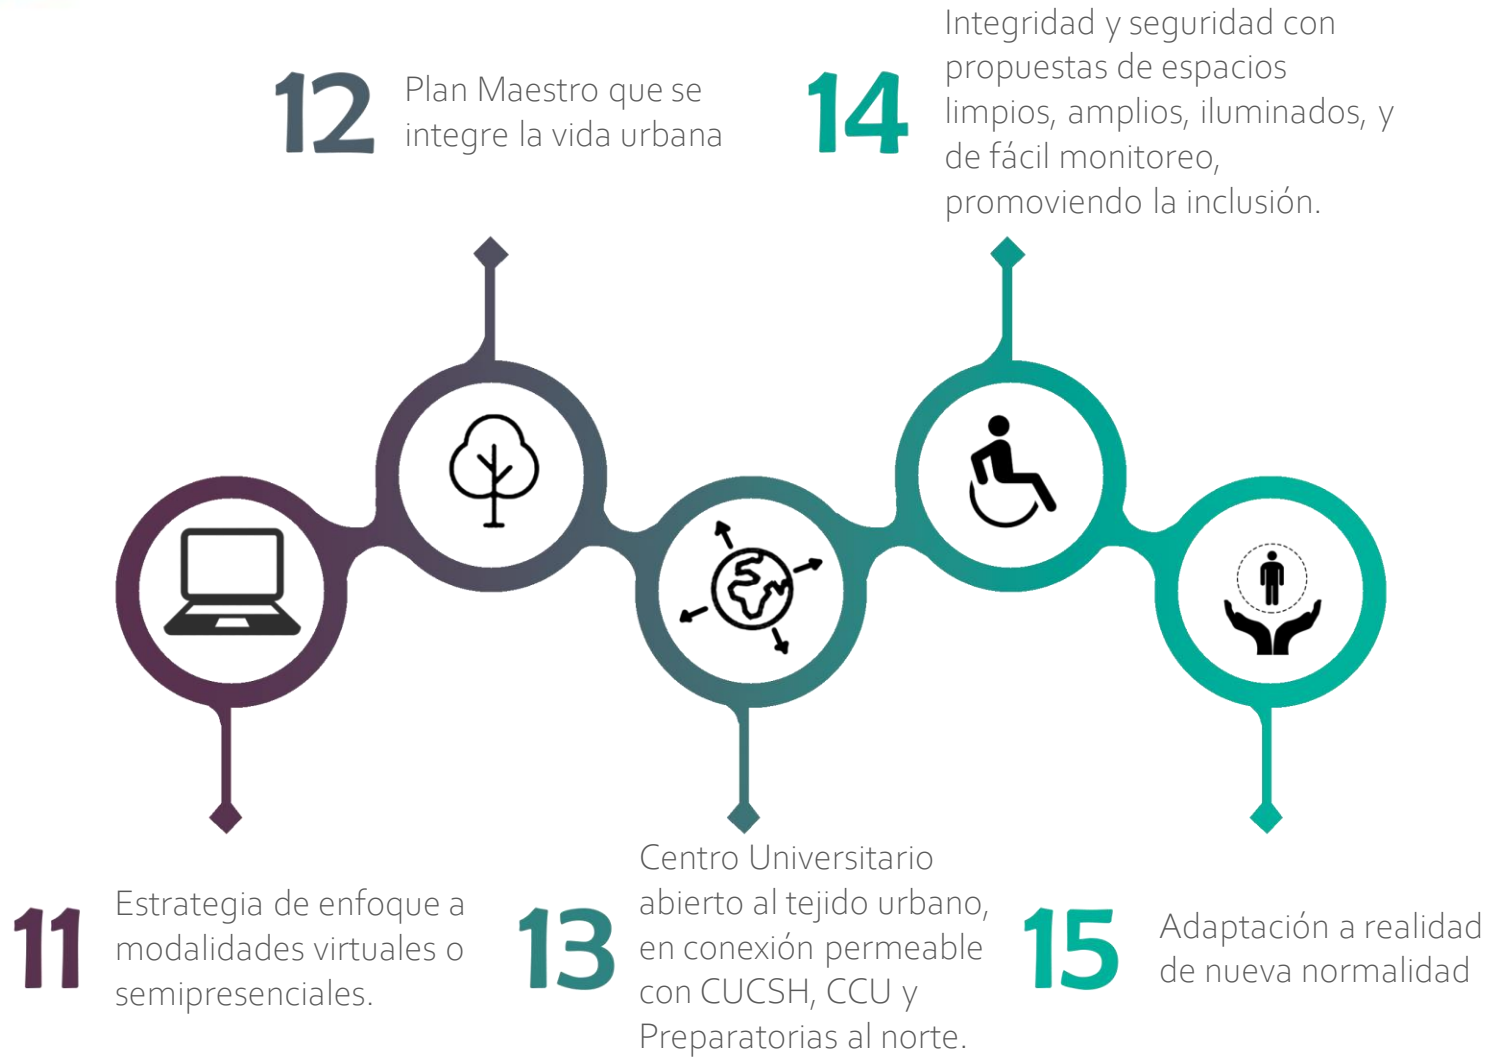 12
Plan Maestro que se
integre la vida urbana
14
Integridad y seguridad con
propuestas de espacios
limpios, amplios, iluminados, y
de fácil monitoreo,
promoviendo la inclusión.
11
Estrategia de enfoque a
modalidades virtuales o
semipresenciales.
13
Centro Universitario
abierto al tejido urbano,
en conexión permeable
con CUCSH, CCU y
Preparatorias al norte.
15
Adaptación a realidad
de nueva normalidad